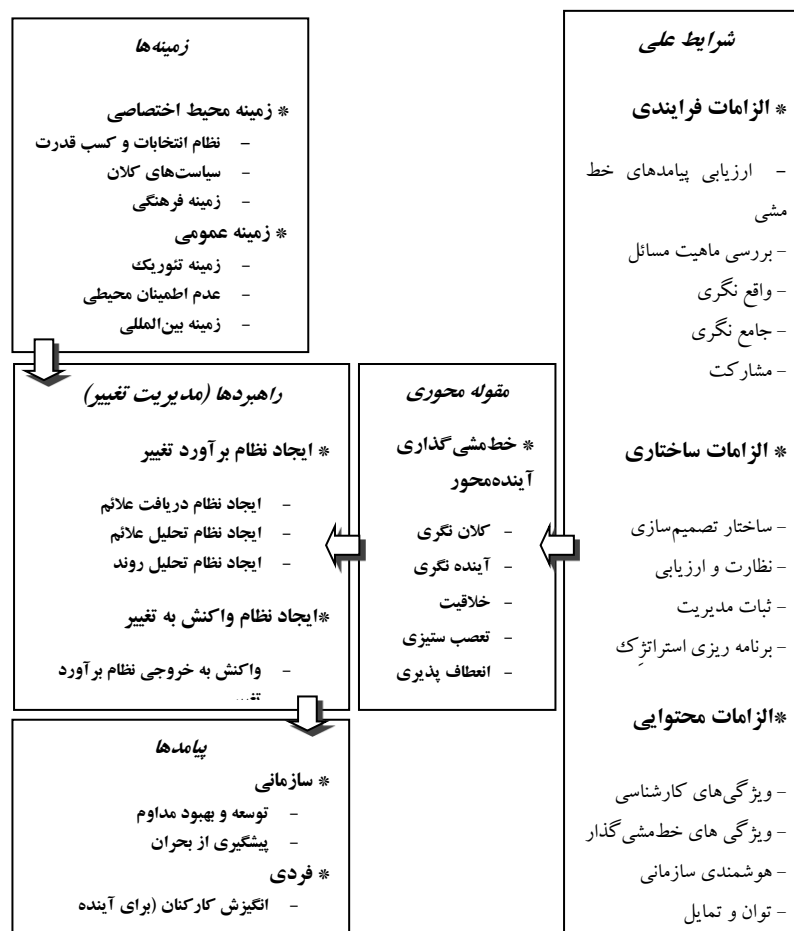 شرایط علی
* الزامات فرایندی
- ارزیابی پیامدهای خط
مشی
- بررسی ماهیت مسائل
- واقع نگری
- جامع نگری
- مشارکت
* الزامات ساختاری
- ساختار تصمیم‌سازی
- نظارت و ارزیابی
- ثبات مدیریت
- برنامه ریزی استراتژِک
*الزامات محتوایی
- ویژگی‌های کارشناسی
- ویژگی های خط‌مشی‌گذار
- هوشمندی سازمانی
- توان و تمایل
مقوله محوری
* خط‌مشی‌گذاری
آینده‌محور
- کلان نگری
- آینده نگری
- خلاقیت
- تعصب ستیزی
- انعطاف پذیری
زمینه‌ها
* زمینه محیط اختصاصی
- نظام انتخابات و کسب قدرت
- سیاست‌های کلان
- زمینه فرهنگی
* زمینه عمومی
- زمینه تئوریک
- عدم اطمینان محیطی
- زمینه بین‌المللی
راهبردها (مدیریت تغییر)
* ایجاد نظام برآورد تغییر
- ایجاد نظام دریافت علائم
- ایجاد نظام تحلیل علائم
- ایجاد نظام تحلیل روند
*ایجاد نظام واکنش به تغییر
- واکنش به خروجی نظام برآورد
پیامدها
* سازمانی
- توسعه و بهبود مداوم
- پیشگیری از بحران
* فردی
- انگیزش کارکنان (برای آینده